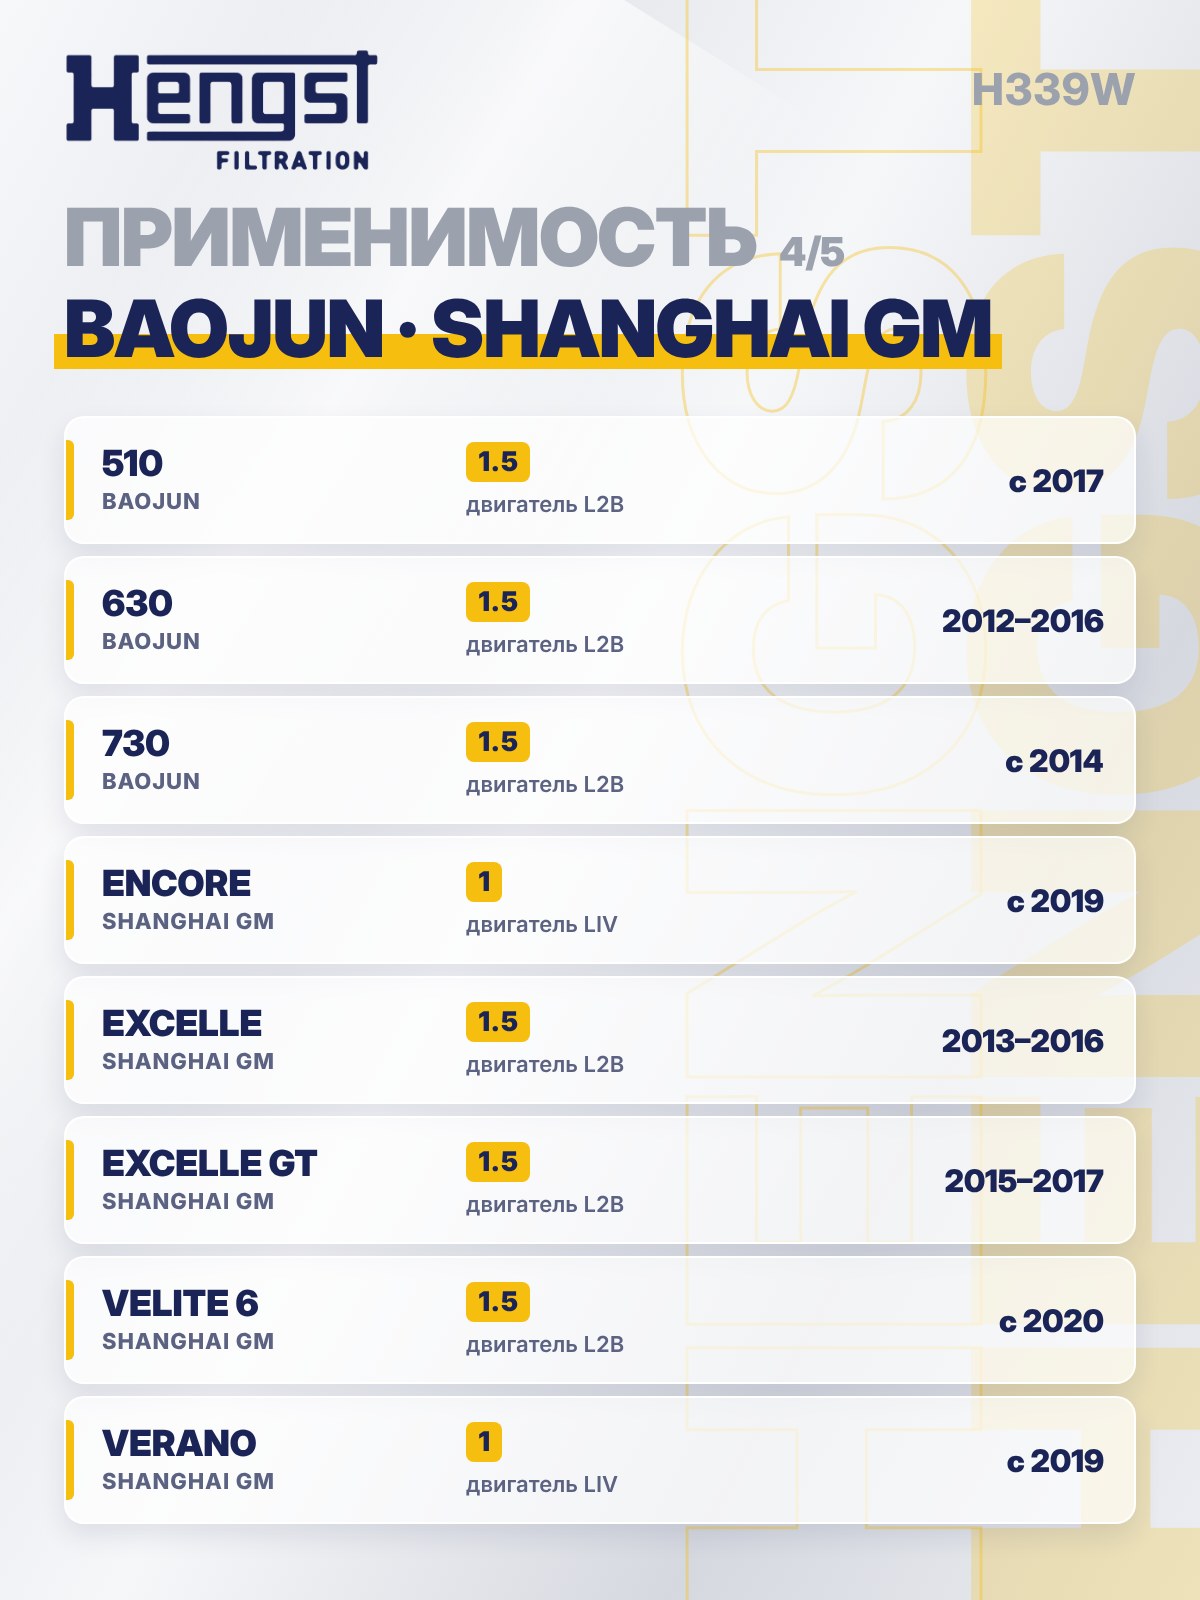 Hengst
FILTRATION
H339W
ПРИМЕНИМОСТЬ 4/5
BAOJUN · SHANGHAI GM
510
BAOJUN
1.5
двигатель L2B
с 2017
630
BAOJUN
1.5
двигатель L2B
2012–2016
730
BAOJUN
1.5
двигатель L2B
с 2014
ENCORE
SHANGHAI GM
1
двигатель LIV
с 2019
EXCELLE
SHANGHAI GM
1.5
двигатель L2B
2013–2016
EXCELLE GT
SHANGHAI GM
1.5
двигатель L2B
2015–2017
VELITE 6
SHANGHAI GM
1.5
двигатель L2B
с 2020
VERANO
SHANGHAI GM
1
двигатель LIV
с 2019
HENGST